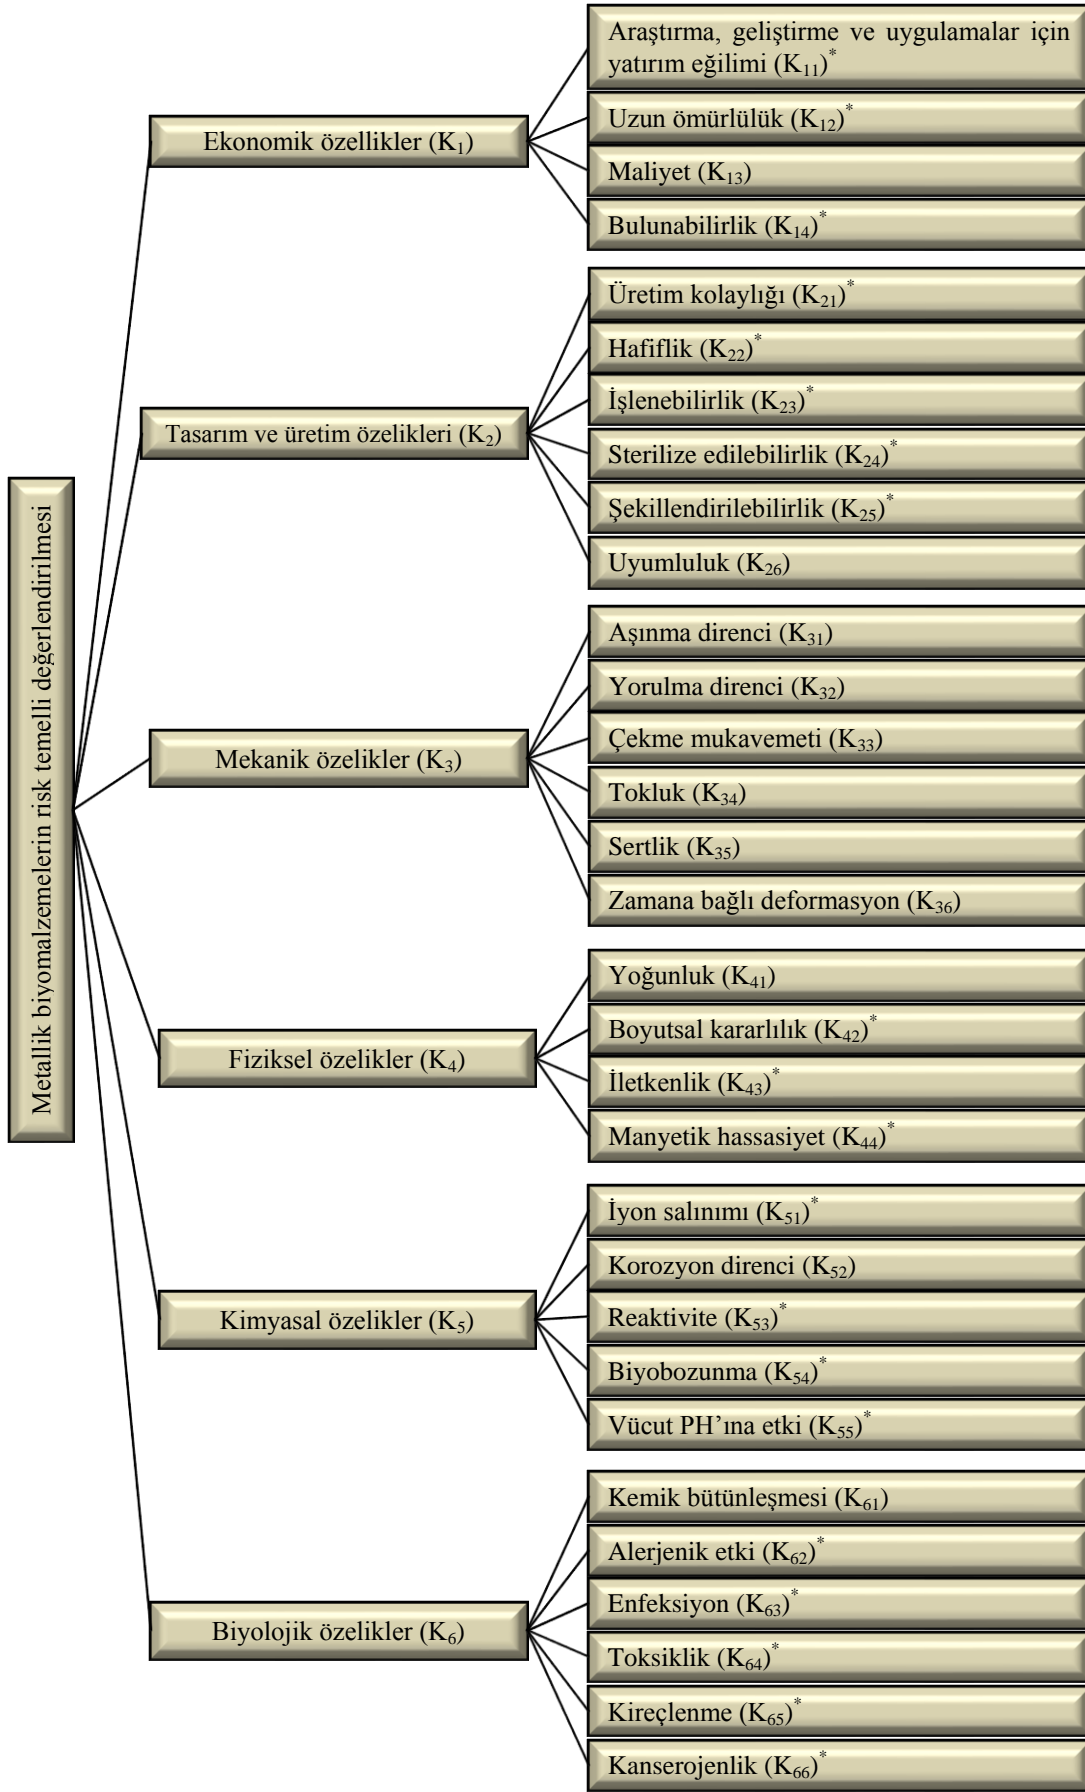 Metallik biyomalzemelerin risk temelli değerlendirilmesi
Ekonomik özellikler (K₁)
Araştırma, geliştirme ve uygulamalar için
yatırım eğilimi (K₁₁)*
Uzun ömürlülük (K₁₂)*
Maliyet (K₁₃)
Bulunabilirlik (K₁₄)*
Tasarım ve üretim özelikleri (K₂)
Üretim kolaylığı (K₂₁)*
Hafiflik (K₂₂)*
İşlenebilirlik (K₂₃)*
Sterilize edilebilirlik (K₂₄)*
Şekillendirilebilirlik (K₂₅)*
Uyumluluk (K₂₆)
Mekanik özelikler (K₃)
Aşınma direnci (K₃₁)
Yorulma direnci (K₃₂)
Çekme mukavemeti (K₃₃)
Tokluk (K₃₄)
Sertlik (K₃₅)
Zamana bağlı deformasyon (K₃₆)
Fiziksel özelikler (K₄)
Yoğunluk (K₄₁)
Boyutsal kararlılık (K₄₂)*
İletkenlik (K₄₃)*
Manyetik hassasiyet (K₄₄)*
Kimyasal özelikler (K₅)
İyon salınımı (K₅₁)*
Korozyon direnci (K₅₂)
Reaktivite (K₅₃)*
Biyobozunma (K₅₄)*
Vücut PH’ına etki (K₅₅)*
Biyolojik özelikler (K₆)
Kemik bütünleşmesi (K₆₁)
Alerjenik etki (K₆₂)*
Enfeksiyon (K₆₃)*
Toksiklik (K₆₄)*
Kireçlenme (K₆₅)*
Kanserojenlik (K₆₆)*